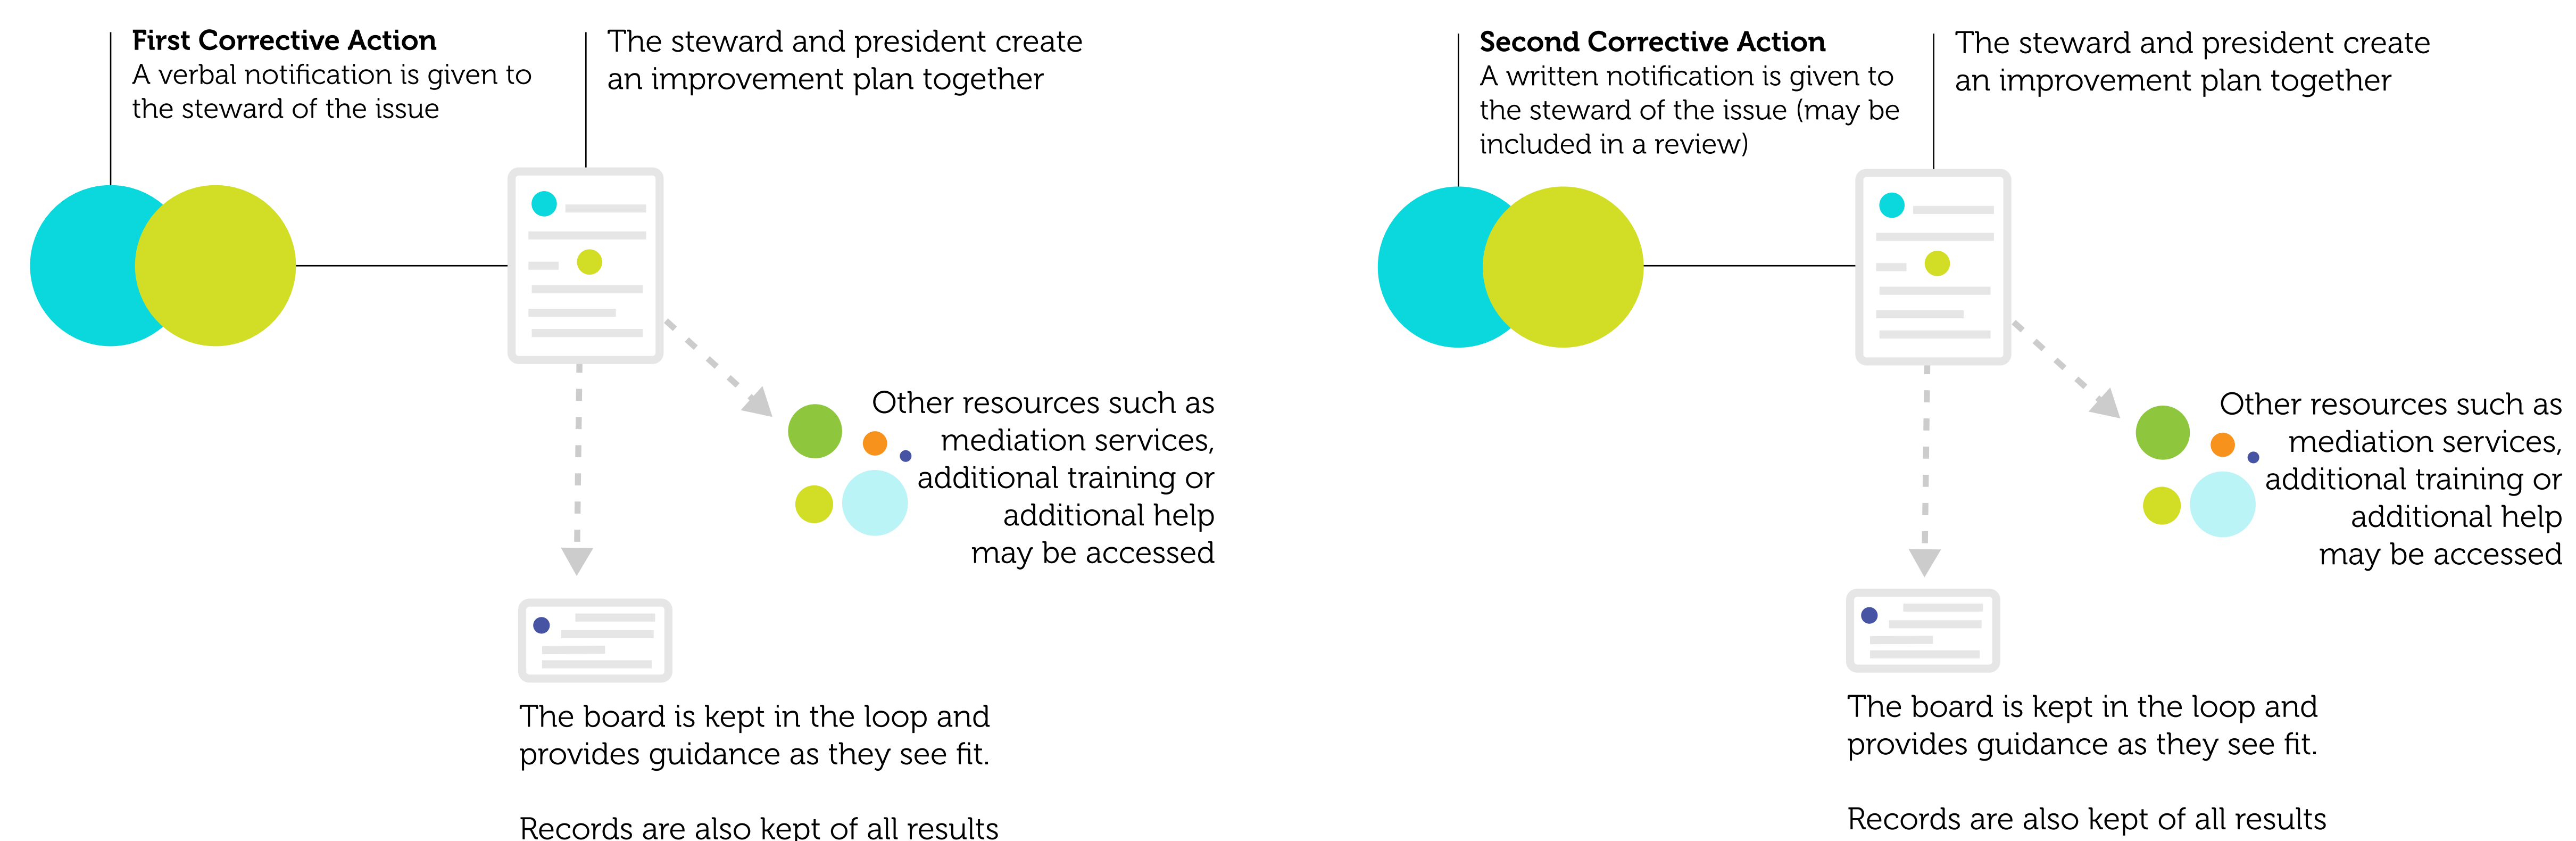 First Corrective Action
A verbal notification is given to
the steward of the issue
The steward and president create
an improvement plan together
Other resources such as
mediation services,
additional training or
additional help
may be accessed
The board is kept in the loop and
provides guidance as they see fit.
Records are also kept of all results
Second Corrective Action
A written notification is given to
the steward of the issue (may be
included in a review)
The steward and president create
an improvement plan together
Other resources such as
mediation services,
additional training or
additional help
may be accessed
The board is kept in the loop and
provides guidance as they see fit.
Records are also kept of all results